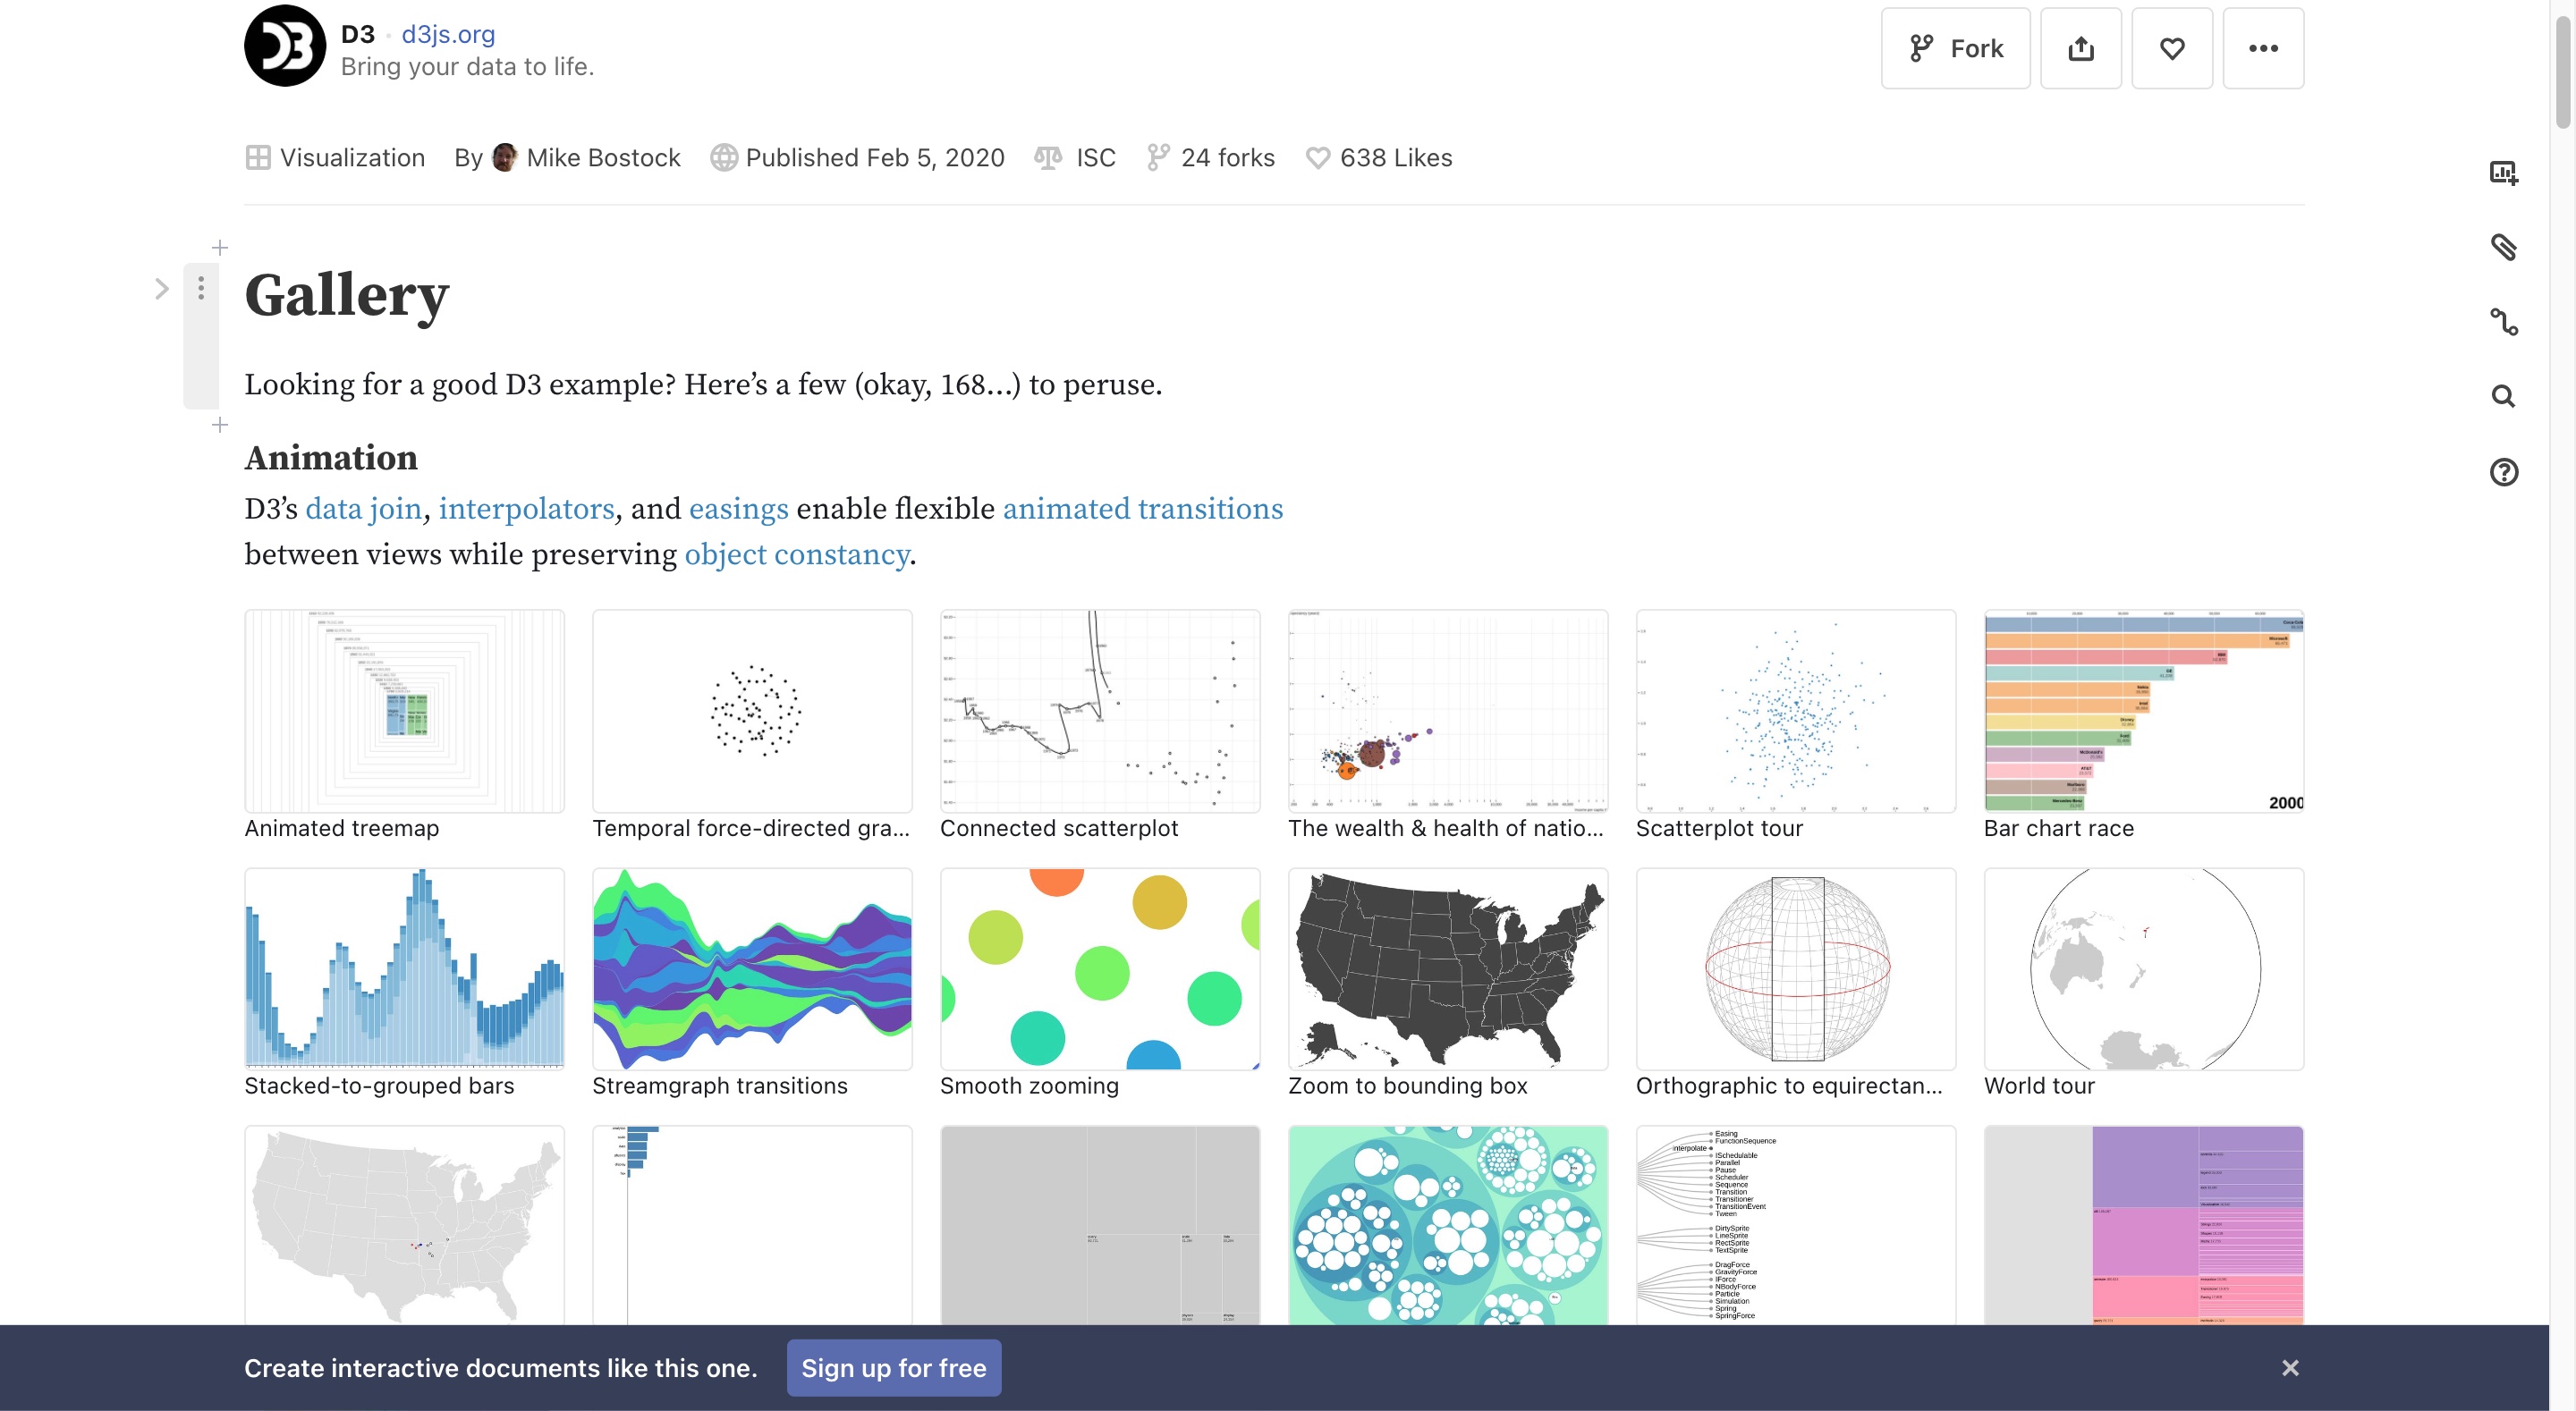 D3 d3js.org
Bring your data to life.
Fork
Visualization By Mike Bostock Published Feb 5, 2020 ISC 24 forks 638 Likes
Gallery
Looking for a good D3 example? Here’s a few (okay, 168…) to peruse.
Animation
D3’s data join, interpolators, and easings enable flexible animated transitions
between views while preserving object constancy.
2000
Animated treemap
Temporal force-directed gra...
Connected scatterplot
The wealth & health of natio...
Scatterplot tour
Bar chart race
Stacked-to-grouped bars
Streamgraph transitions
Smooth zooming
Zoom to bounding box
Orthographic to equirectan...
World tour
Easing
FunctionSequence
interpolate
ISchedulable
Parallel
Pause
Scheduler
Sequence
Transition
Transitioner
TransitionEvent
Tween
DirtySprite
LineSprite
RectSprite
TextSprite
DragForce
GravityForce
IForce
NBodyForce
Particle
Simulation
Spring
SpringForce
Create interactive documents like this one. Sign up for free